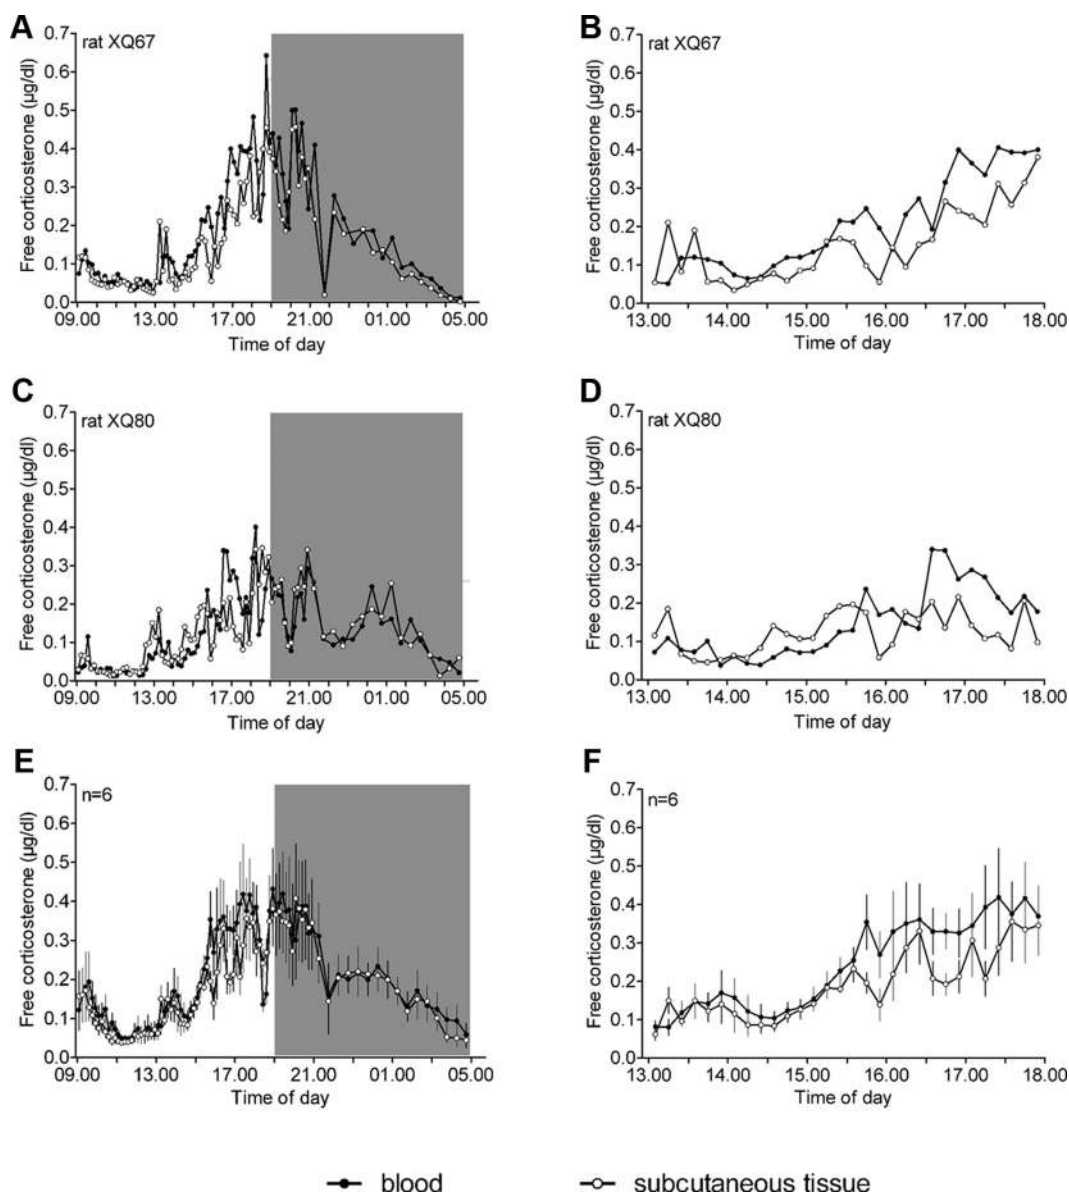 A
rat XQ67
Free corticosterone (µg/dl)
0.7
0.6
0.5
0.4
0.3
0.2
0.1
0.0
09.00 13.00 17.00 21.00 01.00 05.00
Time of day
B
rat XQ67
Free corticosterone (µg/dl)
0.7
0.6
0.5
0.4
0.3
0.2
0.1
0.0
13.00 14.00 15.00 16.00 17.00 18.00
Time of day
C
rat XQ80
Free corticosterone (µg/dl)
0.7
0.6
0.5
0.4
0.3
0.2
0.1
0.0
09.00 13.00 17.00 21.00 01.00 05.00
Time of day
D
rat XQ80
Free corticosterone (µg/dl)
0.7
0.6
0.5
0.4
0.3
0.2
0.1
0.0
13.00 14.00 15.00 16.00 17.00 18.00
Time of day
E
n=6
Free corticosterone (µg/dl)
0.7
0.6
0.5
0.4
0.3
0.2
0.1
0.0
09.00 13.00 17.00 21.00 01.00 05.00
Time of day
F
n=6
Free corticosterone (µg/dl)
0.7
0.6
0.5
0.4
0.3
0.2
0.1
0.0
13.00 14.00 15.00 16.00 17.00 18.00
Time of day
blood
subcutaneous tissue